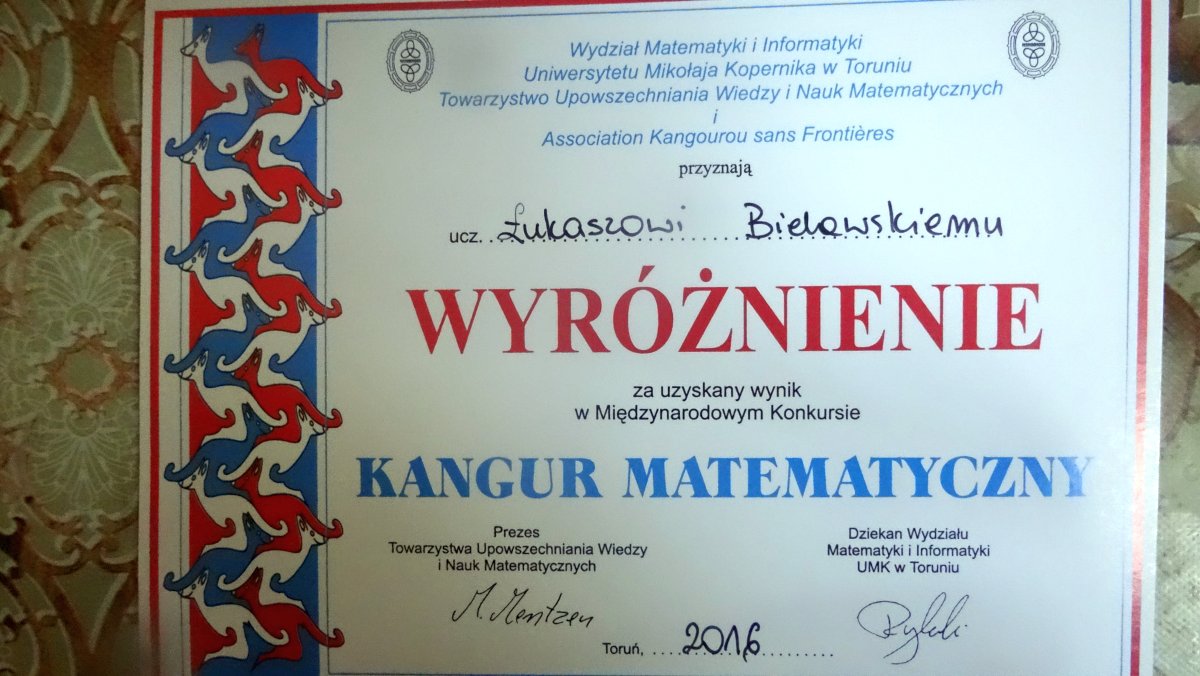 Wydział Matematyki i Informatyki
Uniwersytetu Mikołaja Kopernika w Toruniu
Towarzystwo Upowszechniania Wiedzy i Nauk Matematycznych
i
Association Kangourou sans Frontières
przyznają
ucz. Łukaszowi Bielawskiemu
WYRÓŻNIENIE
za uzyskany wynik
w Międzynarodowym Konkursie
KANGUR MATEMATYCZNY
Prezes
Towarzystwa Upowszechniania Wiedzy
i Nauk Matematycznych
Dziekan Wydziału
Matematyki i Informatyki
UMK w Toruniu
M. Mentzen
Toruń, 2016